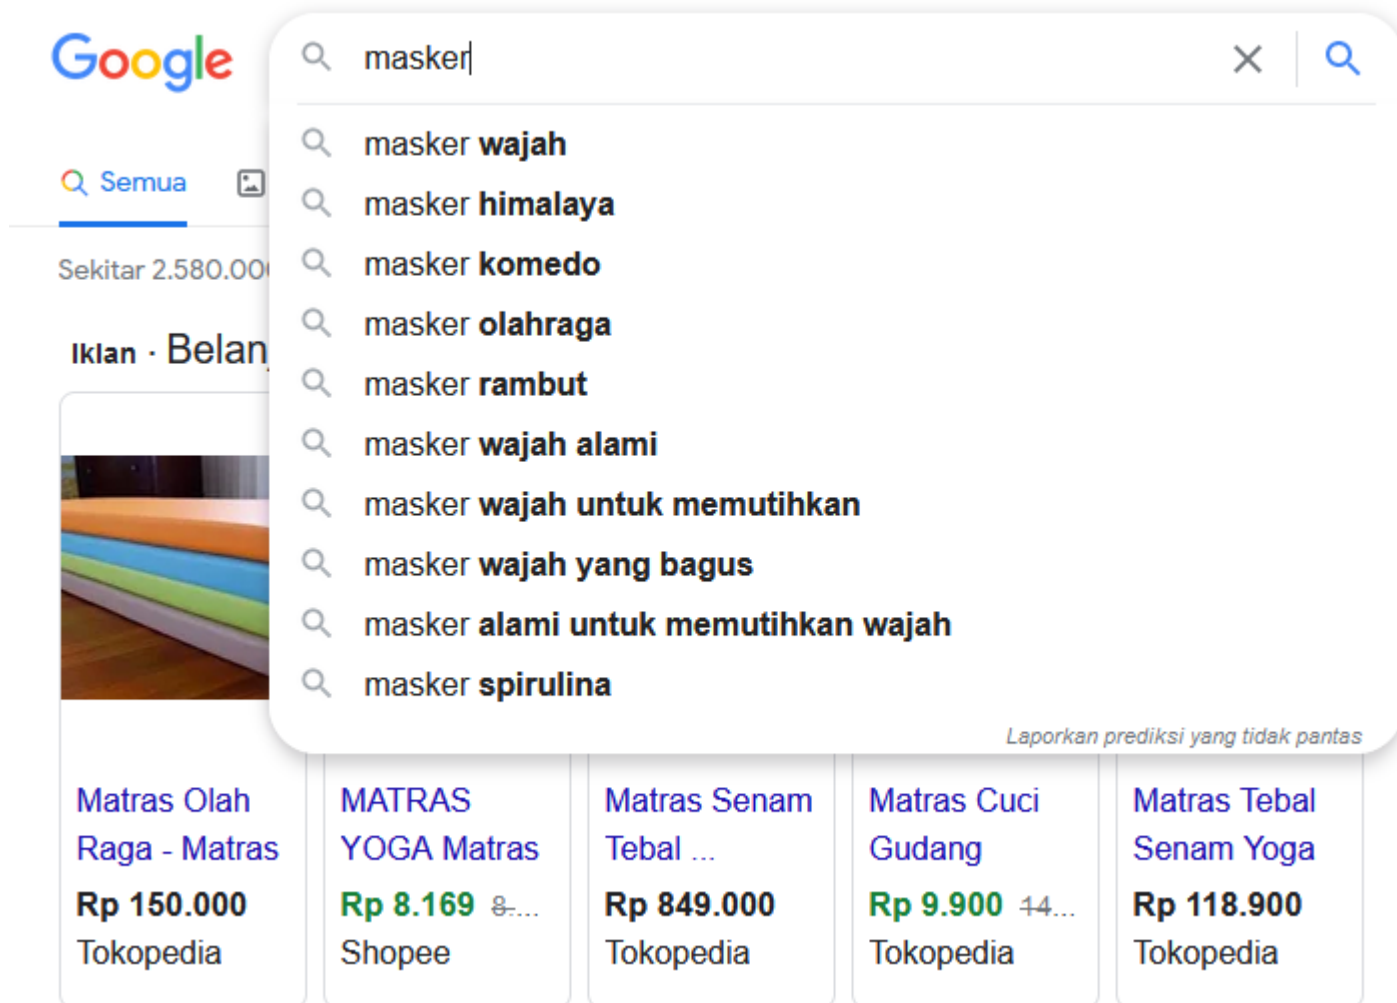 Google
masker
masker wajah
masker himalaya
masker komedo
masker olahraga
masker rambut
masker wajah alami
masker wajah untuk memutihkan
masker wajah yang bagus
masker alami untuk memutihkan wajah
masker spirulina
Laporkan prediksi yang tidak pantas
Semua
Sekitar 2.580.00
Iklan · Belan
Matras Olah
Raga - Matras
Rp 150.000
Tokopedia
MATRAS
YOGA Matras
Rp 8.169 8....
Shopee
Matras Senam
Tebal ...
Rp 849.000
Tokopedia
Matras Cuci
Gudang
Rp 9.900 14...
Tokopedia
Matras Tebal
Senam Yoga
Rp 118.900
Tokopedia